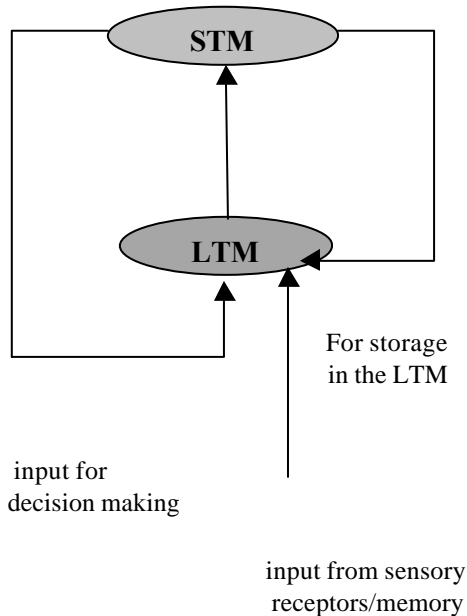 STM
LTM
For storage
in the LTM
input for
decision making
input from sensory
receptors/memory